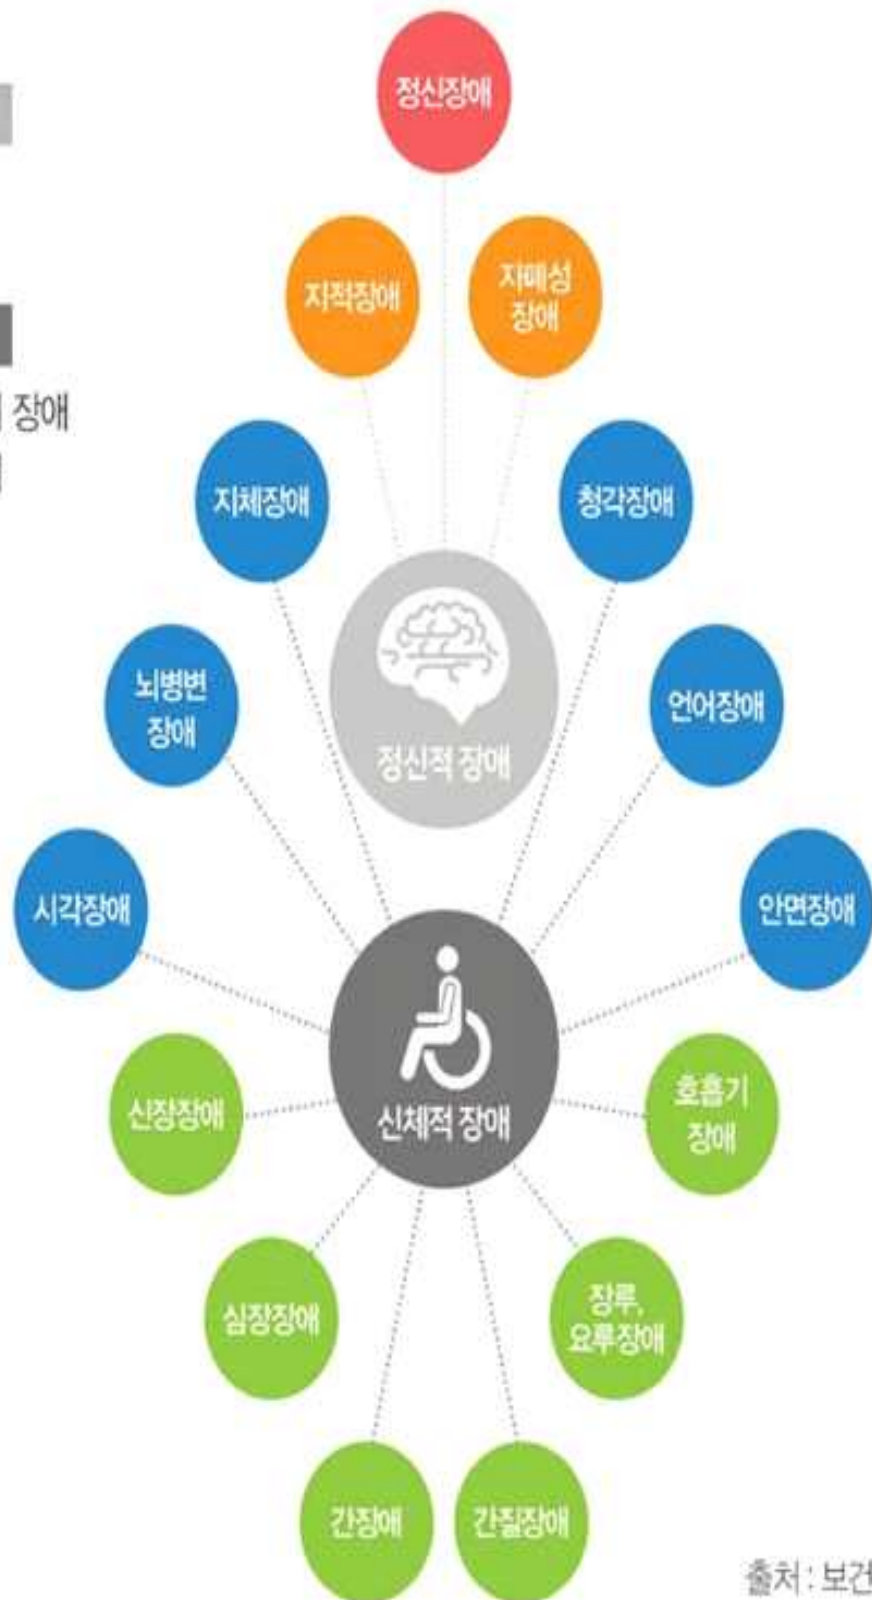 정신장애
지적장애
자폐성
장애
장애
지체장애
청각장애
뇌병변
장애
언어장애
정신적 장애
시각장애
안면장애
신체적 장애
신장장애
호흡기
장애
심장장애
장루,
요루장애
간장애
간질장애
출처 : 보건